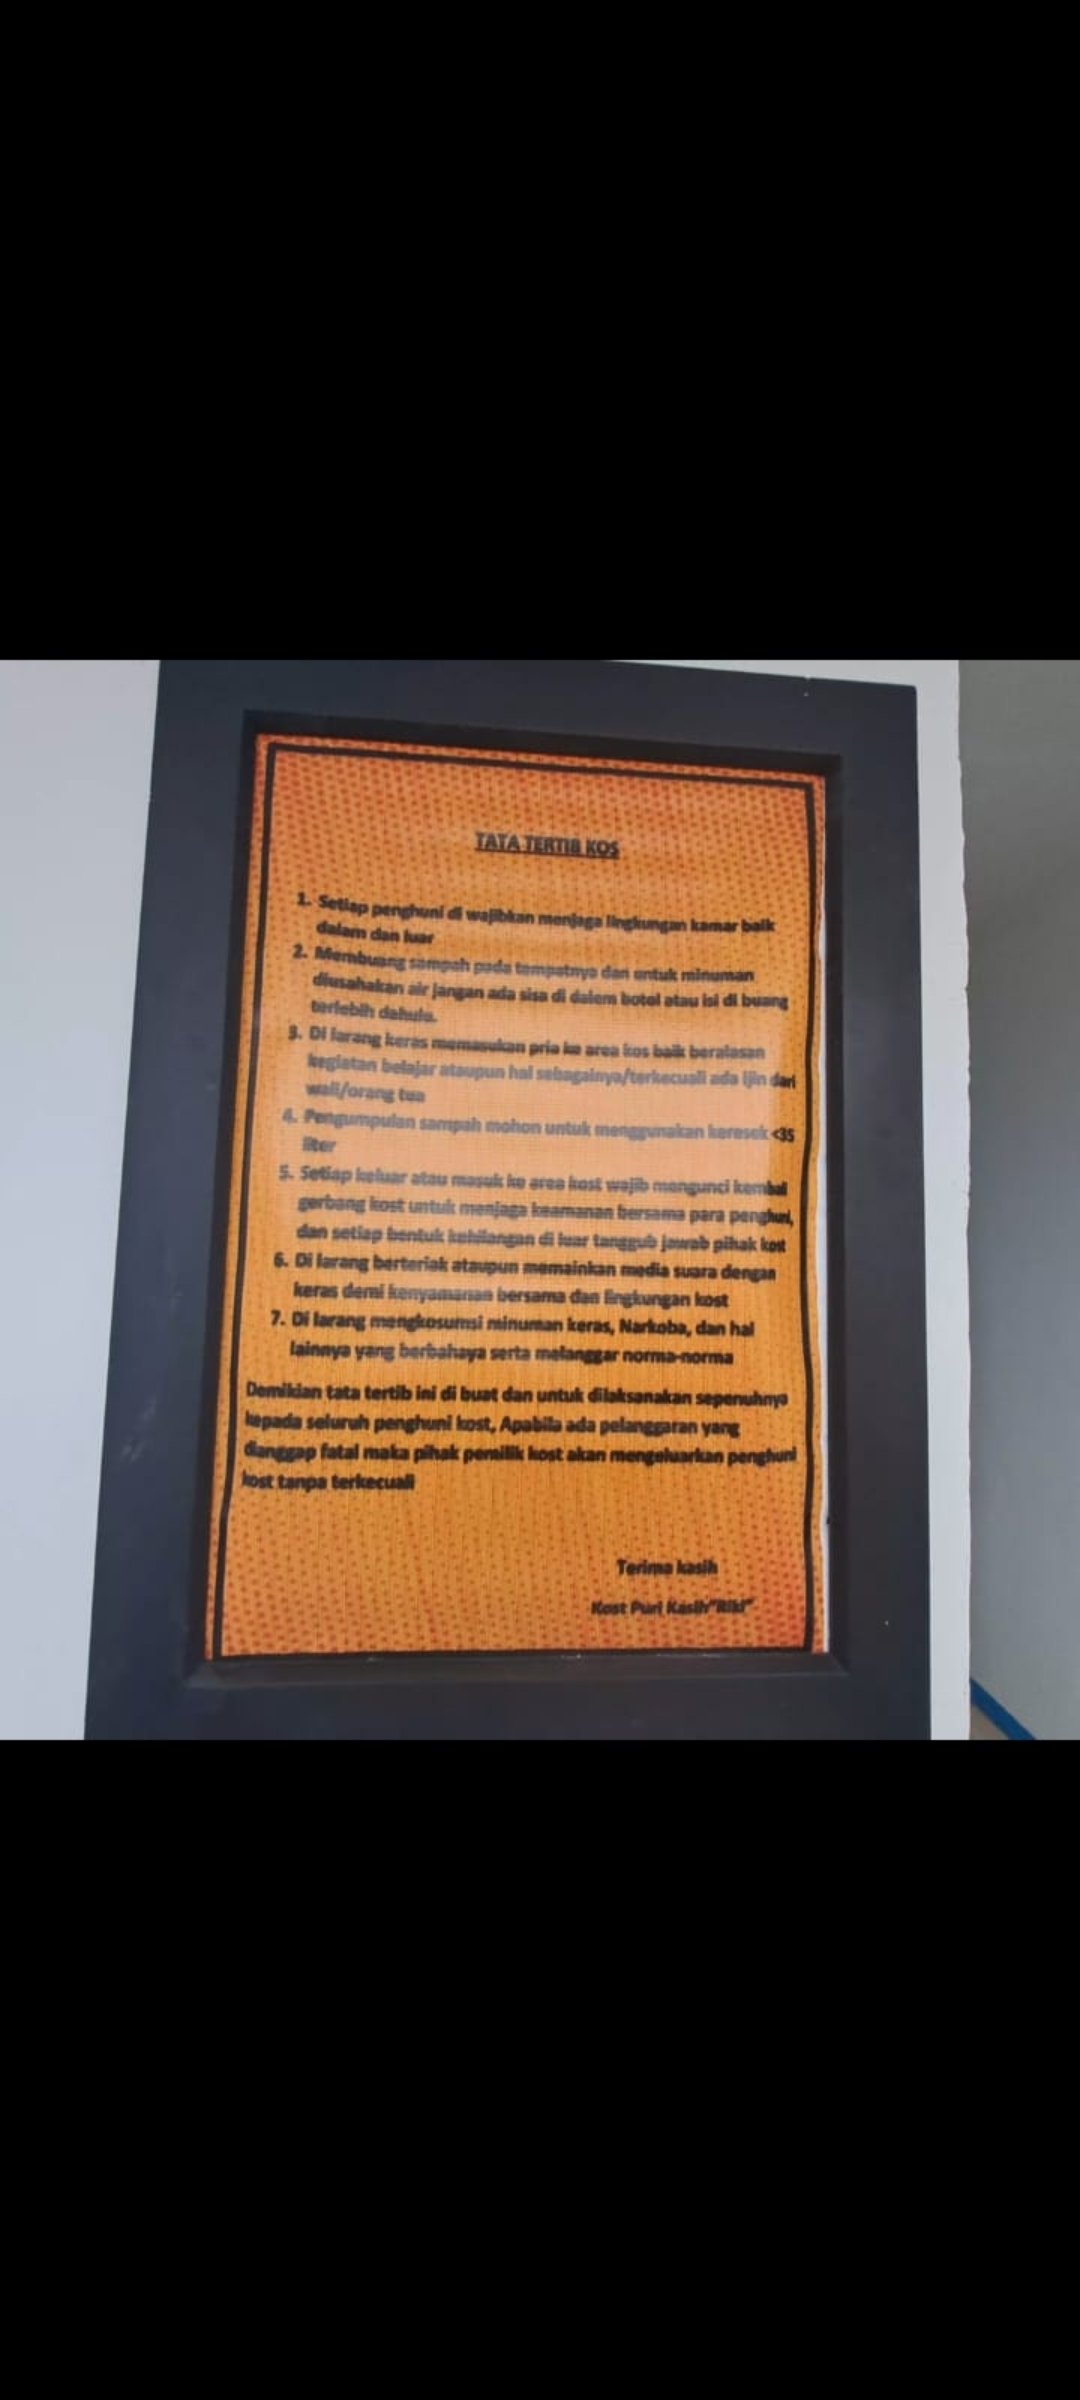 TATA TERTIB KOS
1. Setiap penghuni di wajibkan menjaga lingkungan kamar baik
dalam dan luar
2. Membuang sampah pada tempatnya dan untuk minuman
diusahakan air jangan ada sisa di dalem botol atau isi di buang
terlebih dahulu.
3. Di larang keras memasukan pria ke area kos baik beralasan
kegiatan belajar ataupun hal sebagainya/terkecuali ada ijin dari
wali/orang tua
4. Pengumpulan sampah mohon untuk menggunakan keresek <35
liter
5. Setiap keluar atau masuk ke area kost wajib mengunci kembali
gerbang kost untuk menjaga keamanan bersama para penghuni,
dan setiap bentuk kehilangan di luar tanggub jawab pihak kost
6. Di larang berteriak ataupun memainkan media suara dengan
keras demi kenyamanan bersama dan lingkungan kost
7. Di larang mengkosumsi minuman keras, Narkoba, dan hal
lainnya yang berbahaya serta melanggar norma-norma
Demikian tata tertib ini di buat dan untuk dilaksanakan sepenuhnya
kepada seluruh penghuni kost, Apabila ada pelanggaran yang
dianggap fatal maka pihak pemilik kost akan mengeluarkan penghuni
kost tanpa terkecuali
Terima kasih
Kost Puri Kasih"Riki"